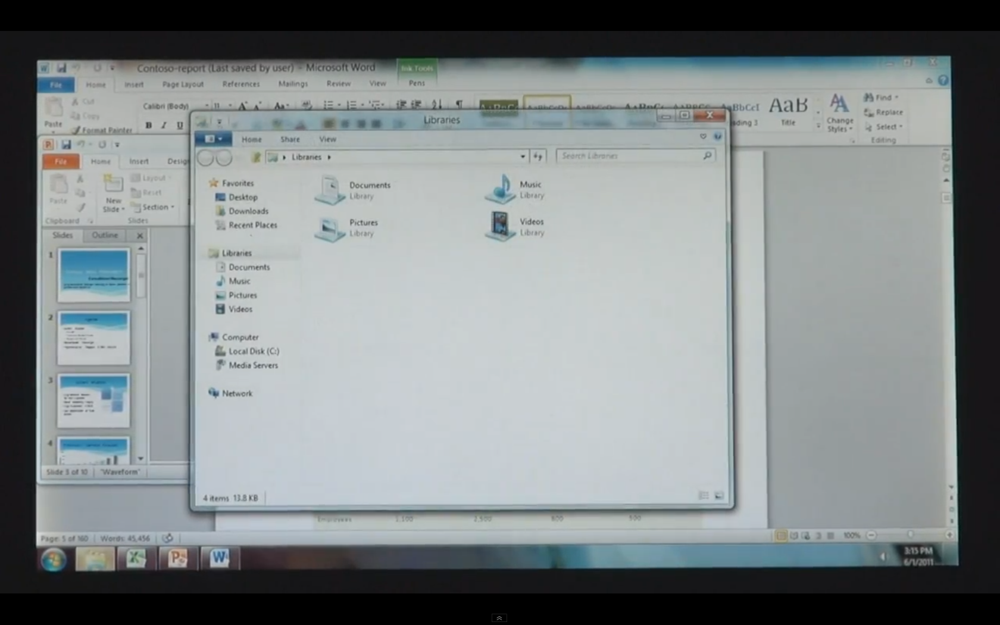 Contoso-report (Last saved by user) - Microsoft Word
Ink Tools
File Home Insert Page Layout References Mailings Review View Pens
Cut
Copy
Paste
Format Painter
Calibri (Body) 11
B I U
Title
Change Styles
Find
Replace
Select
Editing
File Home Insert
Paste
New Slide
Layout
Reset
Section
Clipboard Slides
Slides Outline
1
2
3
4
Slide 3 of 10 "Waveform"
Libraries
Home Share View
Libraries
Search Libraries
Favorites
Desktop
Downloads
Recent Places
Libraries
Documents
Music
Pictures
Videos
Computer
Local Disk (C:)
Media Servers
Network
Documents
Library
Music
Library
Pictures
Library
Videos
Library
4 items 13.8 KB
Employees 1,100 2,500 800 900
Page: 5 of 160 Words: 45,456
100%
3:15 PM
6/1/2011